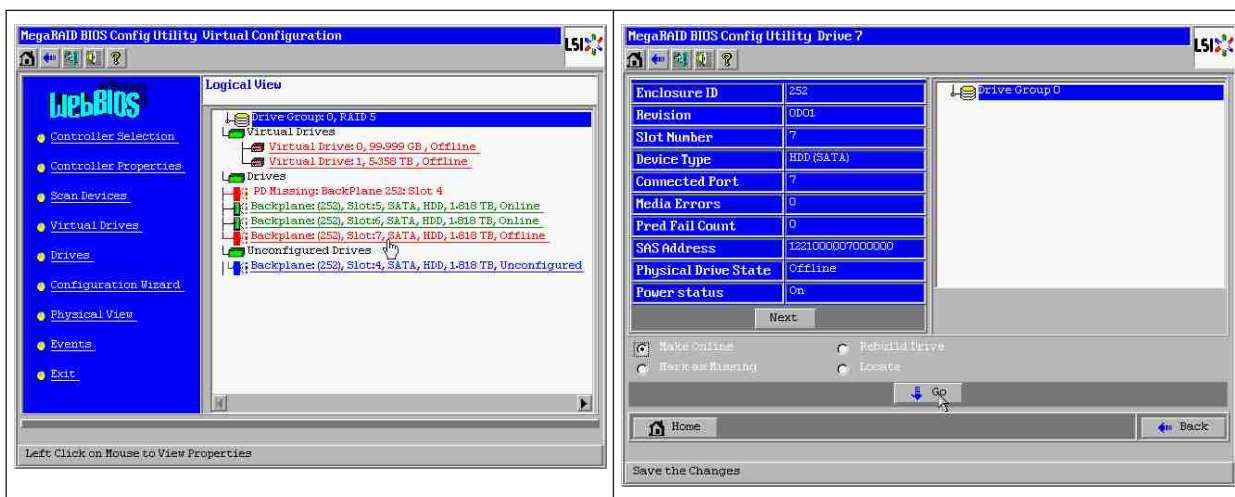 MegaRAID BIOS Config Utility Virtual Configuration
LSI
WebBIOS
Controller Selection
Controller Properties
Scan Devices
Virtual Drives
Drives
Configuration Wizard
Physical View
Events
Exit
Logical View
Drive Group: 0, RAID 5
Virtual Drives
Virtual Drive: 0, 99.999 GB , Offline
Virtual Drive: 1, 5.358 TB , Offline
Drives
PD Missing: BackPlane 252: Slot 4
Backplane: (252), Slot:5, SATA, HDD, 1.818 TB, Online
Backplane: (252), Slot:6, SATA, HDD, 1.818 TB, Online
Backplane: (252), Slot:7, SATA, HDD, 1.818 TB, Offline
Unconfigured Drives
Backplane: (252), Slot:4, SATA, HDD, 1.818 TB, Unconfigured
Left Click on Mouse to View Properties
MegaRAID BIOS Config Utility Drive 7
LSI
Enclosure ID 252
Revision 0D01
Slot Number 7
Device Type HDD (SATA)
Connected Port 7
Media Errors 0
Pred Fail Count 0
SAS Address 1221000007000000
Physical Drive State Offline
Power status On
Next
Drive Group 0
Make Online Rebuild Drive
Mark as Missing Locate
Go
Home Back
Save the Changes